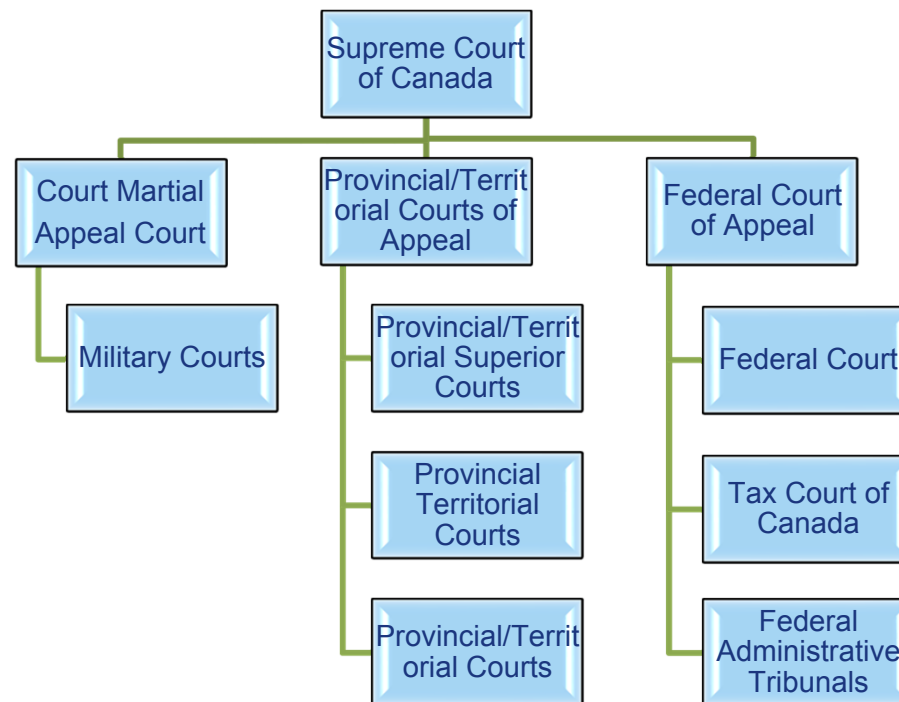 Supreme Court
of Canada
Court Martial
Appeal Court
Provincial/Territ
orial Courts of
Appeal
Federal Court
of Appeal
Military Courts
Provincial/Territ
orial Superior
Courts
Federal Court
Provincial
Territorial
Courts
Tax Court of
Canada
Provincial/Territ
orial Courts
Federal
Administrative
Tribunals